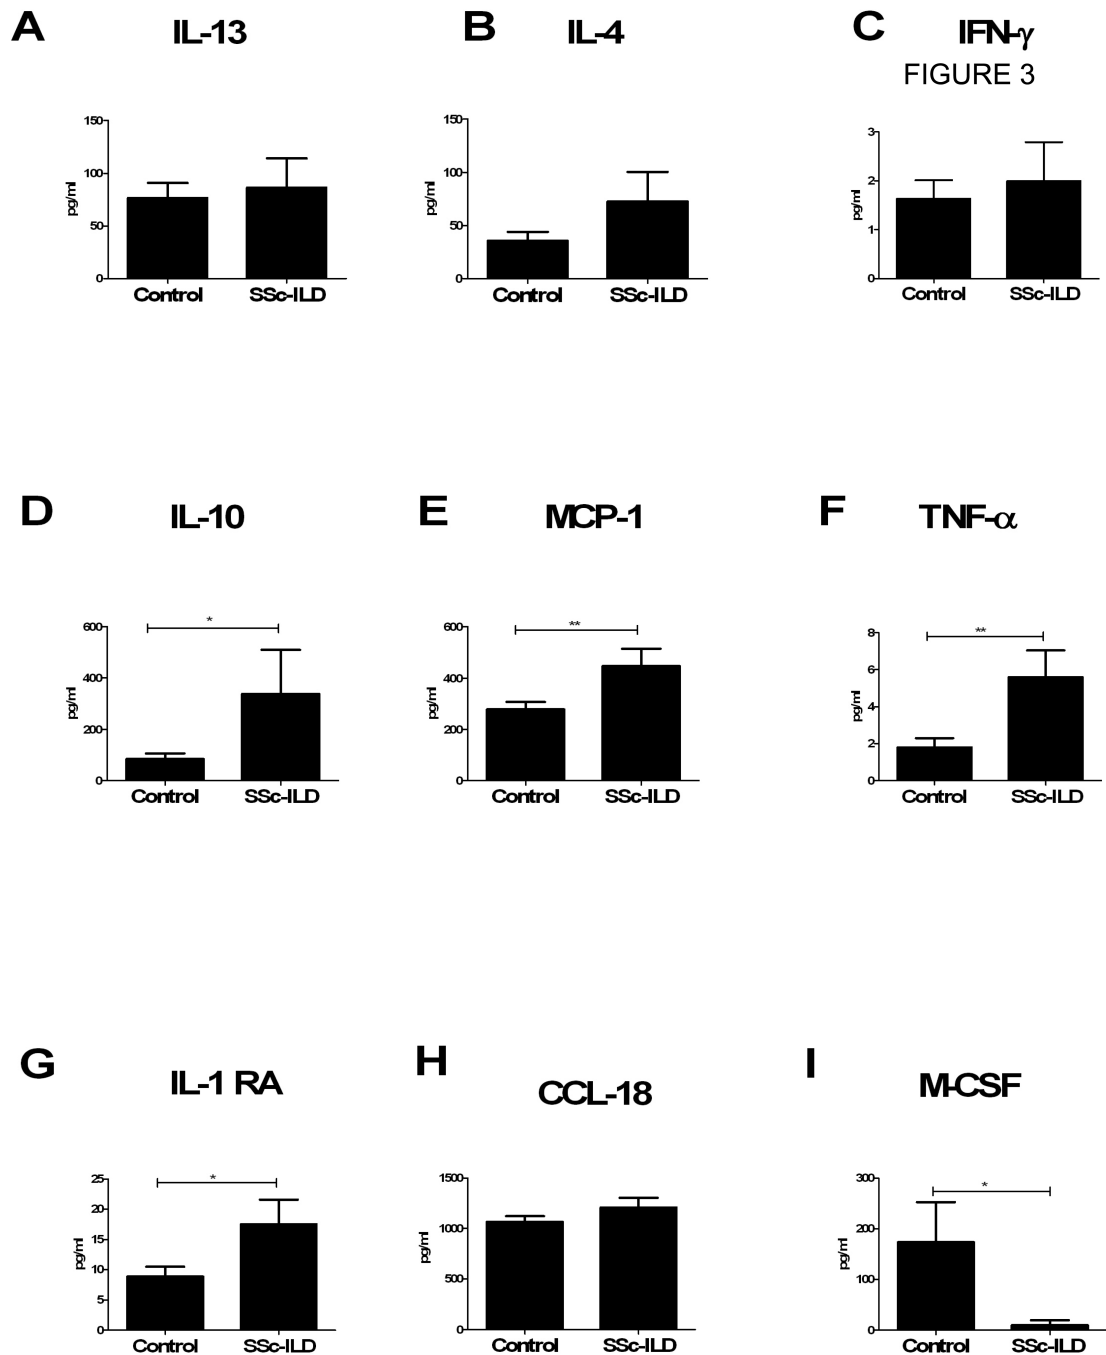 A IL-13
B IL-4
C IFN-γ
FIGURE 3
150
100
50
0
pg/ml
Control SSc-ILD
150
100
50
0
pg/ml
Control SSc-ILD
3
2
1
0
pg/ml
Control SSc-ILD
D IL-10
E MCP-1
F TNF-α
600
400
200
0
pg/ml
*
Control SSc-ILD
600
400
200
0
pg/ml
**
Control SSc-ILD
8
6
4
2
0
pg/ml
**
Control SSc-ILD
G IL-1 RA
H CCL-18
I M-CSF
25
20
15
10
5
0
pg/ml
*
Control SSc-ILD
1500
1000
500
0
pg/ml
Control SSc-ILD
300
200
100
0
pg/ml
*
Control SSc-ILD